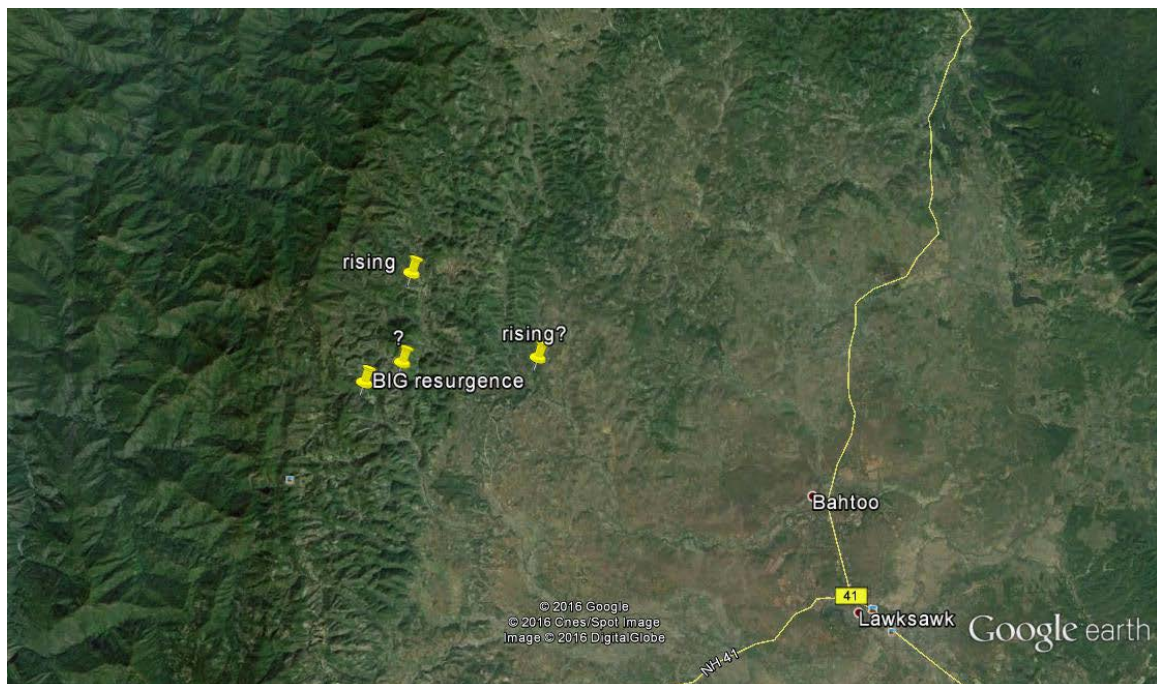 rising
?
rising?
BIG resurgence
Bahtoo
41
Lawksawk
NH 41
© 2016 Google
© 2016 Cnes/Spot Image
Image © 2016 DigitalGlobe
Google earth